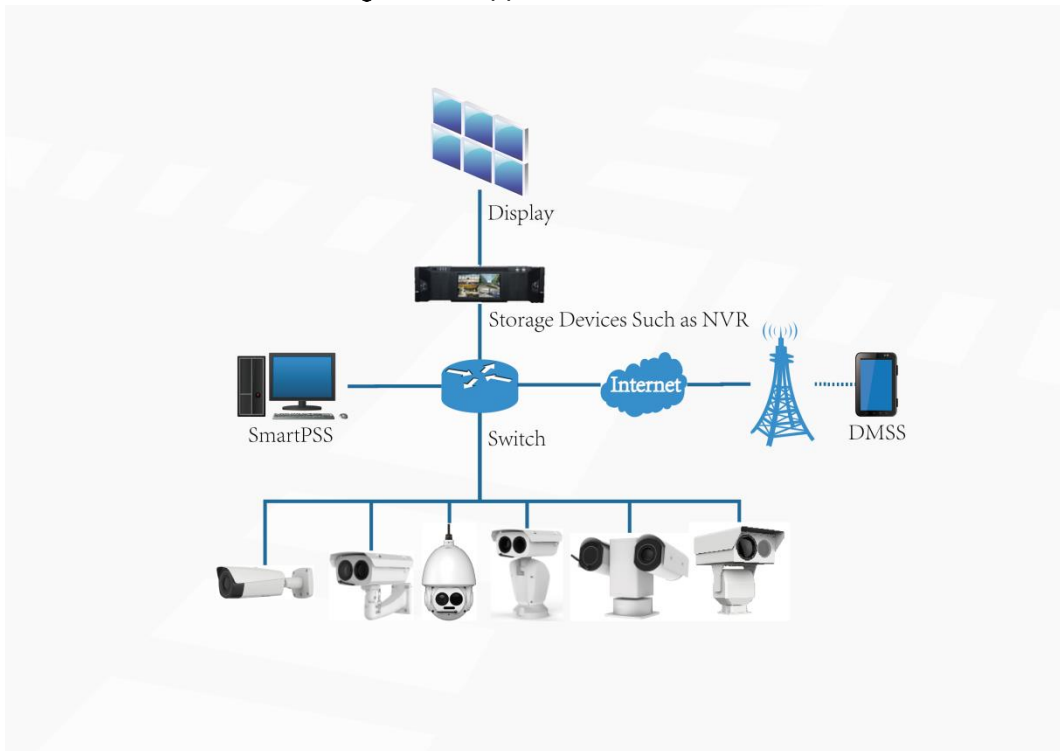 Display
Storage Devices Such as NVR
Internet
SmartPSS
Switch
DMSS